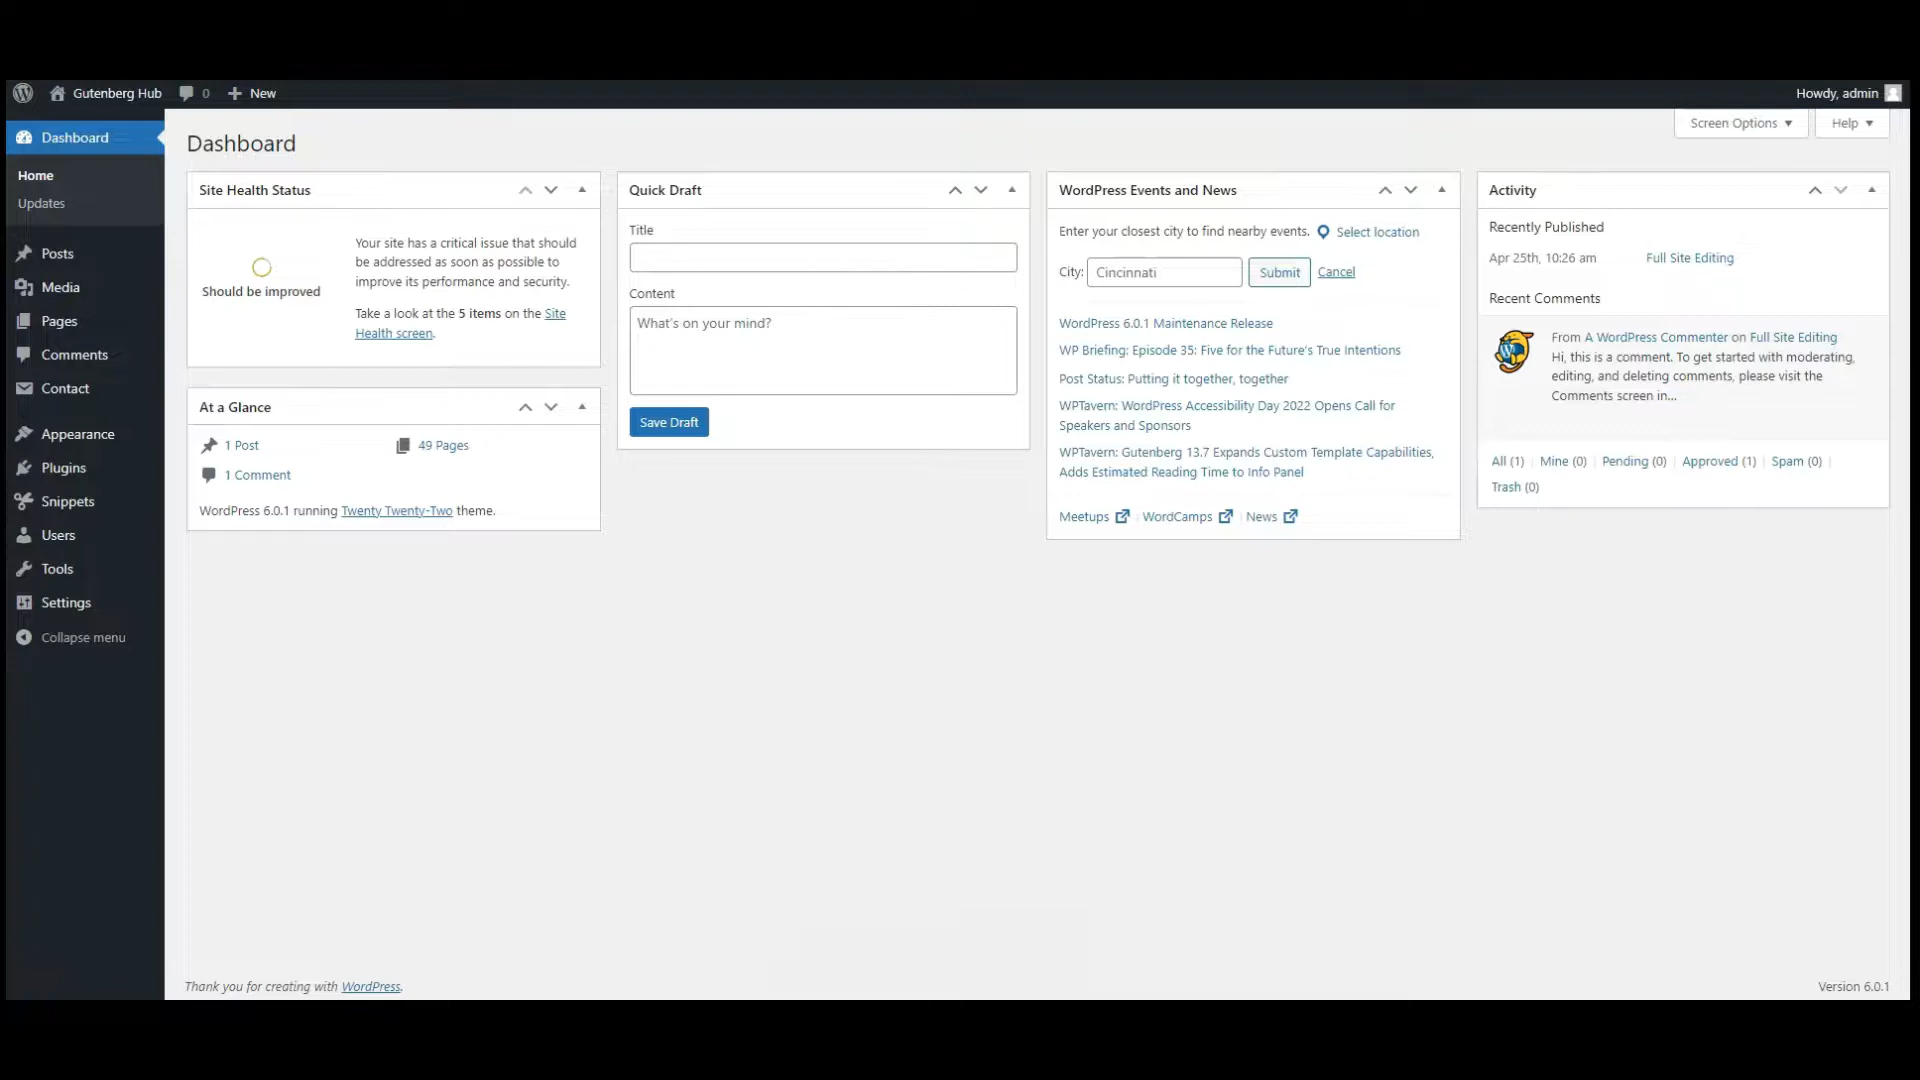 Gutenberg Hub 0 New
Howdy, admin
Dashboard
Home
Updates
Posts
Media
Pages
Comments
Contact
Appearance
Plugins
Snippets
Users
Tools
Settings
Collapse menu
Screen Options
Help
Dashboard
Site Health Status
Should be improved
Your site has a critical issue that should
be addressed as soon as possible to
improve its performance and security.
Take a look at the 5 items on the Site
Health screen.
At a Glance
1 Post
49 Pages
1 Comment
WordPress 6.0.1 running Twenty Twenty-Two theme.
Quick Draft
Title
Content
What's on your mind?
Save Draft
WordPress Events and News
Enter your closest city to find nearby events. Select location
City: Cincinnati Submit Cancel
WordPress 6.0.1 Maintenance Release
WP Briefing: Episode 35: Five for the Future's True Intentions
Post Status: Putting it together, together
WPTavern: WordPress Accessibility Day 2022 Opens Call for
Speakers and Sponsors
WPTavern: Gutenberg 13.7 Expands Custom Template Capabilities,
Adds Estimated Reading Time to Info Panel
Meetups | WordCamps | News
Activity
Recently Published
Apr 25th, 10:26 am Full Site Editing
Recent Comments
From A WordPress Commenter on Full Site Editing
Hi, this is a comment. To get started with moderating,
editing, and deleting comments, please visit the
Comments screen in...
All (1) | Mine (0) | Pending (0) | Approved (1) | Spam (0) |
Trash (0)
Thank you for creating with WordPress.
Version 6.0.1